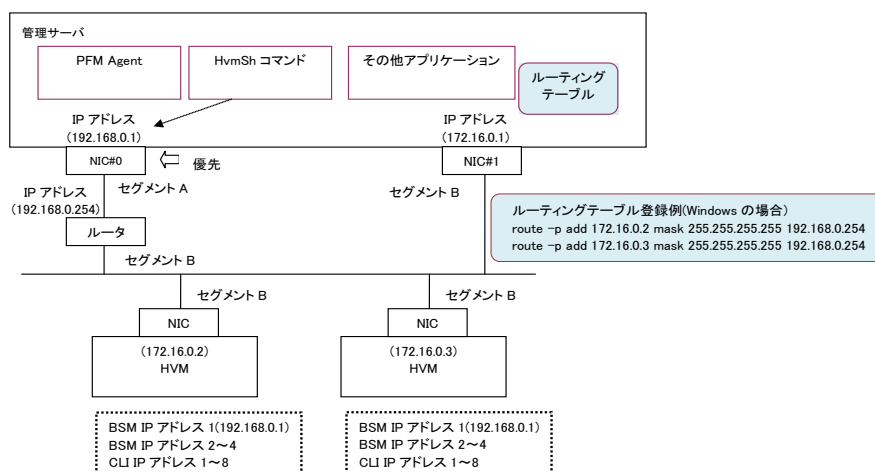 管理サーバ
PFM Agent
HvmSh コマンド
その他アプリケーション
ルーティング
テーブル
IP アドレス
(192.168.0.1)
IP アドレス
(172.16.0.1)
NIC#0
優先
NIC#1
セグメント A
セグメント B
IP アドレス
(192.168.0.254)
ルータ
ルーティングテーブル登録例(Windows の場合)
route -p add 172.16.0.2 mask 255.255.255.255 192.168.0.254
route -p add 172.16.0.3 mask 255.255.255.255 192.168.0.254
セグメント B
セグメント B
セグメント B
NIC
NIC
(172.16.0.2)
HVM
(172.16.0.3)
HVM
BSM IP アドレス 1(192.168.0.1)
BSM IP アドレス 2~4
CLI IP アドレス 1~8
BSM IP アドレス 1(192.168.0.1)
BSM IP アドレス 2~4
CLI IP アドレス 1~8